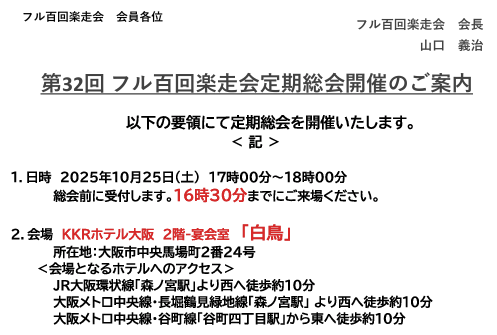 フル百回楽走会　会員各位
フル百回楽走会　会長
山口　義治
第32回 フル百回楽走会定期総会開催のご案内
以下の要領にて定期総会を開催いたします。
＜ 記 ＞
1. 日時　2025年10月25日(土)　17時00分～18時00分
総会前に受付します。16時30分までにご来場ください。
2. 会場　KKRホテル大阪　2階-宴会室　「白鳥」
所在地：大阪市中央馬場町2番24号
＜会場となるホテルへのアクセス＞
JR大阪環状線「森ノ宮駅」より西へ徒歩約10分
大阪メトロ中央線・長堀鶴見緑地線「森ノ宮駅」 より西へ徒歩約10分
大阪メトロ中央線・谷町線「谷町四丁目駅」から東へ徒歩約10分